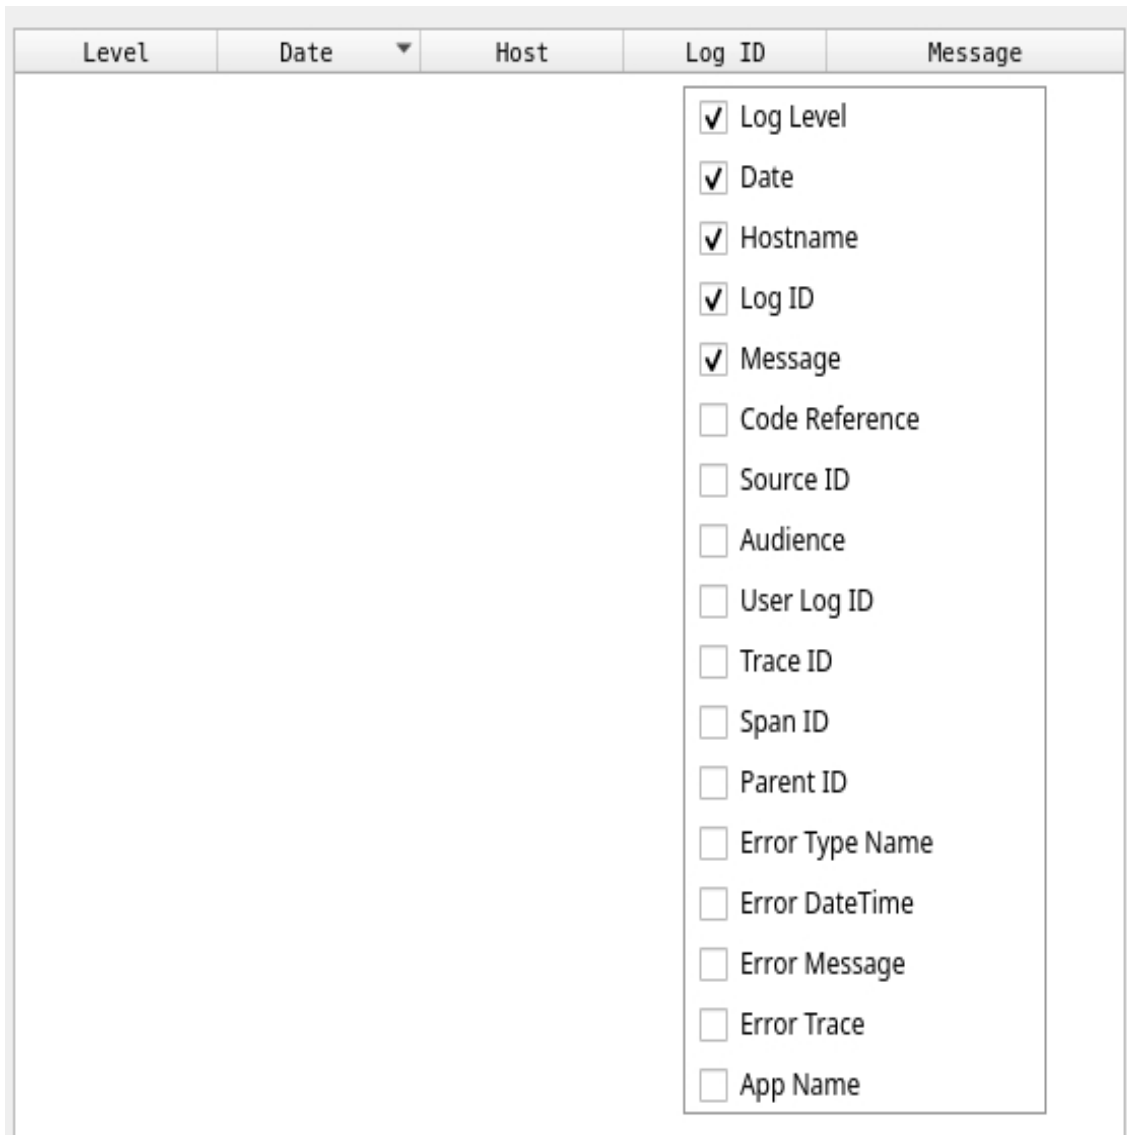 Level Date Host Log ID Message
Log Level
Date
Hostname
Log ID
Message
Code Reference
Source ID
Audience
User Log ID
Trace ID
Span ID
Parent ID
Error Type Name
Error DateTime
Error Message
Error Trace
App Name